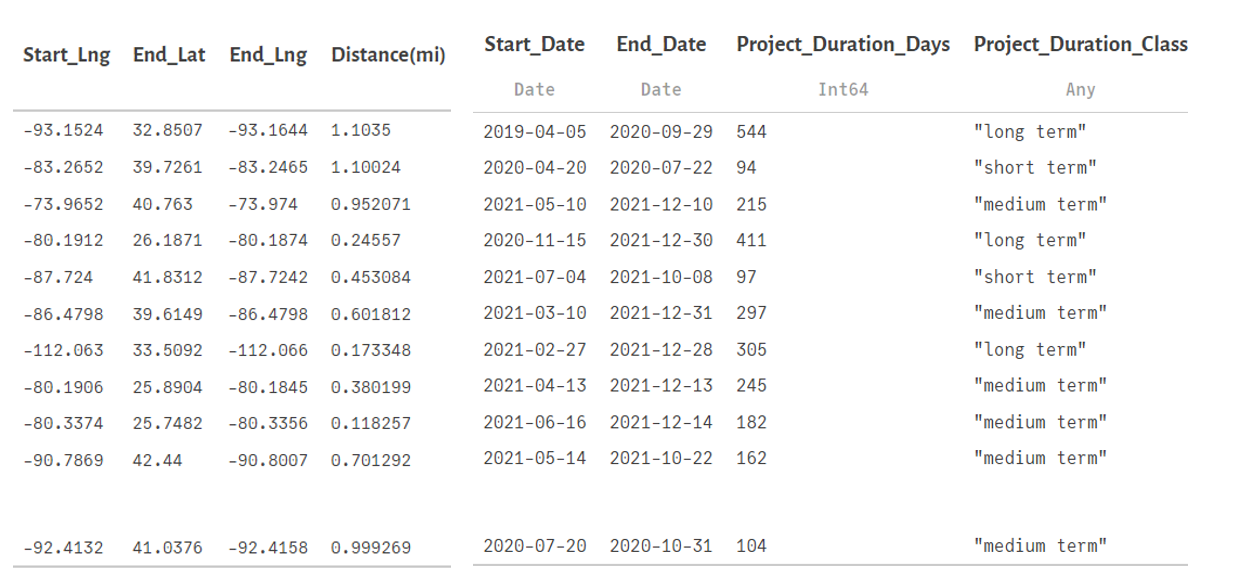 Start_Lng End_Lat End_Lng Distance(mi) Start_Date End_Date Project_Duration_Days Project_Duration_Class
Date Date Int64 Any
-93.1524 32.8507 -93.1644 1.1035 2019-04-05 2020-09-29 544 "long term"
-83.2652 39.7261 -83.2465 1.10024 2020-04-20 2020-07-22 94 "short term"
-73.9652 40.763 -73.974 0.952071 2021-05-10 2021-12-10 215 "medium term"
-80.1912 26.1871 -80.1874 0.24557 2020-11-15 2021-12-30 411 "long term"
-87.724 41.8312 -87.7242 0.453084 2021-07-04 2021-10-08 97 "short term"
-86.4798 39.6149 -86.4798 0.601812 2021-03-10 2021-12-31 297 "medium term"
-112.063 33.5092 -112.066 0.173348 2021-02-27 2021-12-28 305 "long term"
-80.1906 25.8904 -80.1845 0.380199 2021-04-13 2021-12-13 245 "medium term"
-80.3374 25.7482 -80.3356 0.118257 2021-06-16 2021-12-14 182 "medium term"
-90.7869 42.44 -90.8007 0.701292 2021-05-14 2021-10-22 162 "medium term"
-92.4132 41.0376 -92.4158 0.999269 2020-07-20 2020-10-31 104 "medium term"